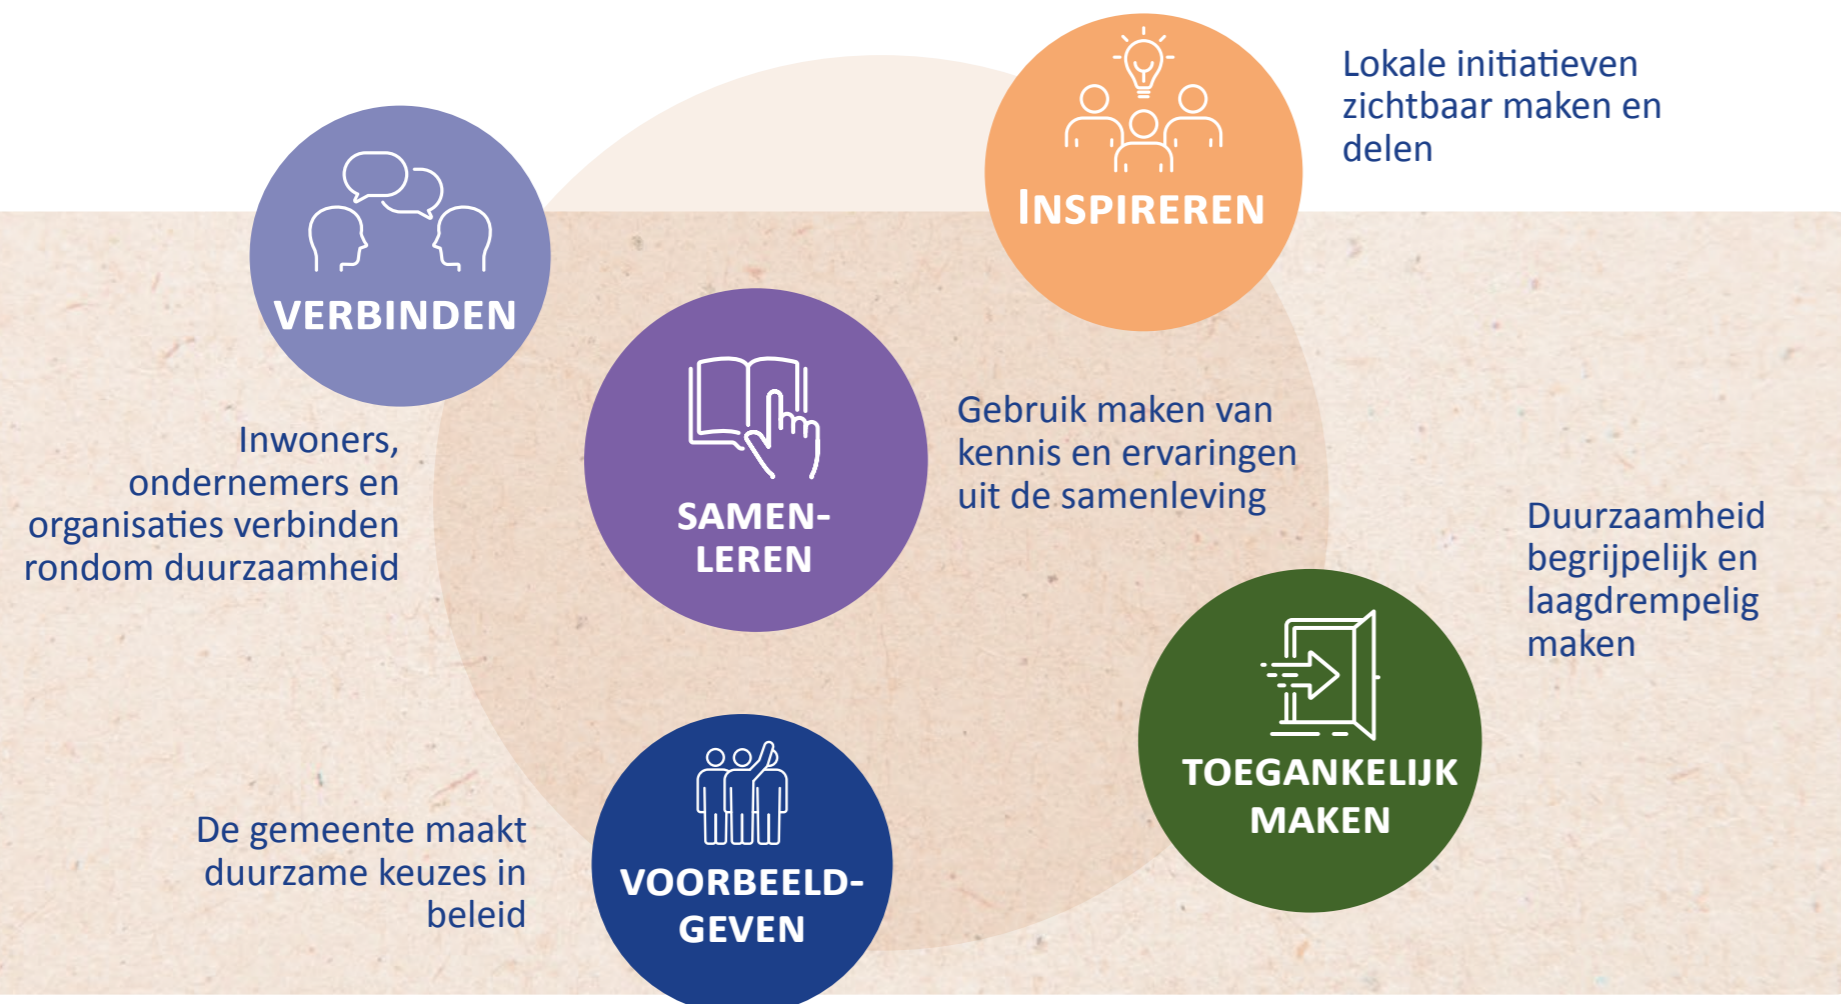 INSPIREREN
Lokale initiatieven
zichtbaar maken en
delen
VERBINDEN
Inwoners,
ondernemers en
organisaties verbinden
rondom duurzaamheid
SAMEN-
LEREN
Gebruik maken van
kennis en ervaringen
uit de samenleving
Duurzaamheid
begrijpelijk en
laagdrempelig
maken
TOEGANKELIJK
MAKEN
De gemeente maakt
duurzame keuzes in
beleid
VOORBEELD-
GEVEN